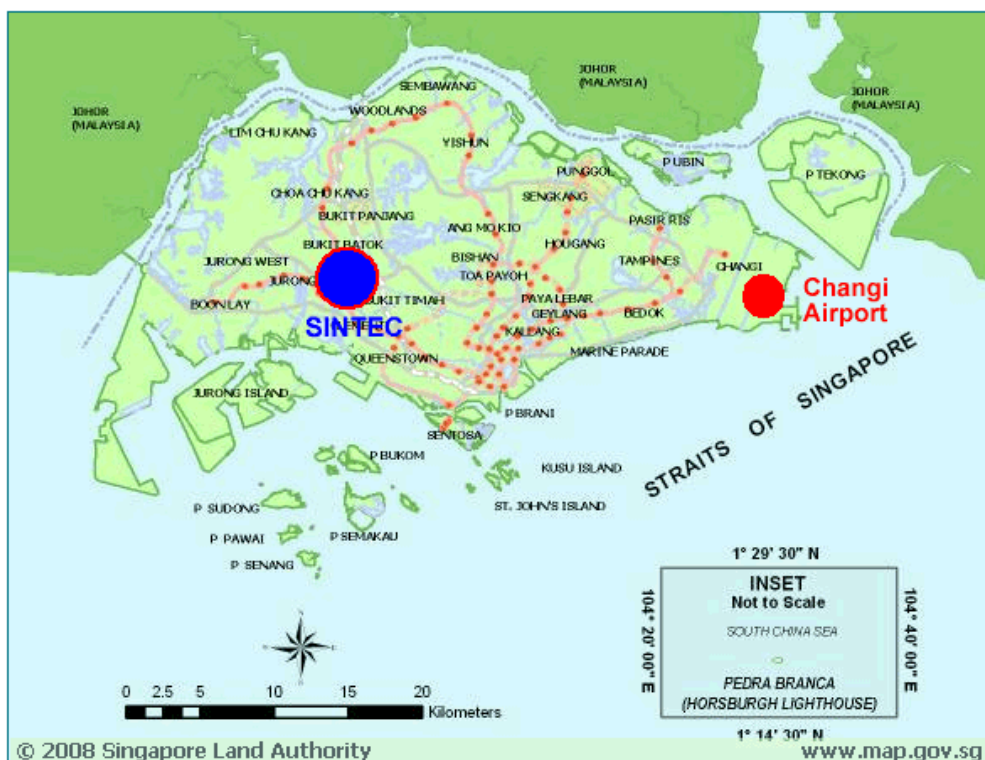 JOHOR
(MALAYSIA)
SEMBAWANG
JOHOR
(MALAYSIA)
JOHOR
(MALAYSIA)
WOODLANDS
LIM CHU KANG
YISHUN
P UBIN
PUNGGOL
P TEKONG
CHOA CHU KANG
SENGKANG
BUKIT PANJANG
PASIR RIS
ANG MO KIO
BUKIT BATOK
HOUGANG
JURONG WEST
BISHAN
TAMPINES
CHANGI
TOA PAYOH
JURONG
BOON LAY
BUKIT TIMAH
PAYA LEBAR
GEYLANG
BEDOK
Changi
Airport
SINTEC
KALLANG
QUEENSTOWN
MARINE PARADE
JURONG ISLAND
P BRANI
SENTOSA
STRAITS OF SINGAPORE
P BUKOM
KUSU ISLAND
P SUDONG
ST. JOHN'S ISLAND
P PAWAI
P SEMAKAU
P SENANG
1° 29' 30" N
INSET
Not to Scale
SOUTH CHINA SEA
104° 20' 00" E
104° 40' 00" E
PEDRA BRANCA
(HORSBURGH LIGHTHOUSE)
1° 14' 30" N
0 2.5 5 10 15 20
Kilometers
© 2008 Singapore Land Authority
www.map.gov.sg